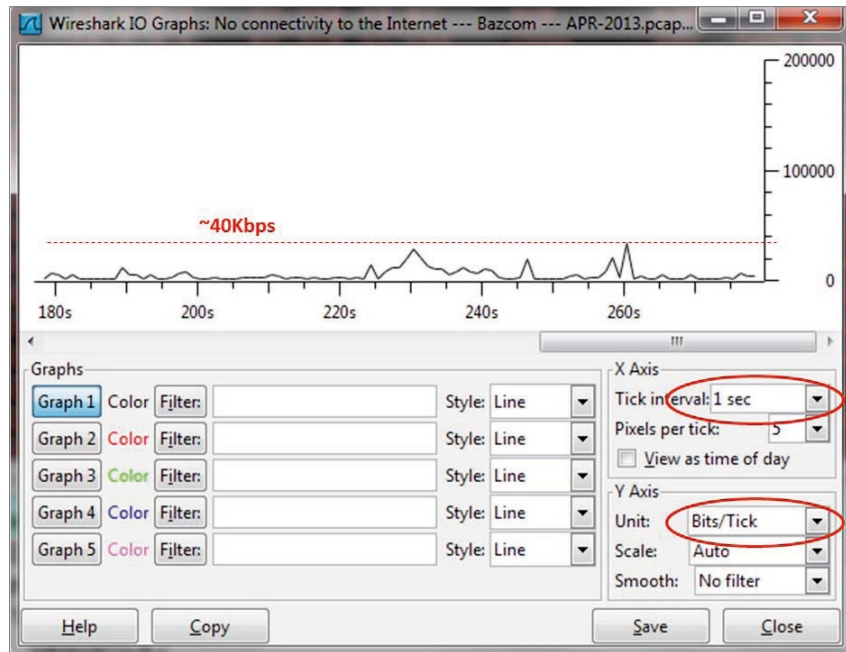 Wireshark IO Graphs: No connectivity to the Internet --- Bazcom --- APR-2013.pcap...
200000
100000
~40Kbps
0
180s 200s 220s 240s 260s
Graphs
Graph 1 Color Filter: Style: Line
Graph 2 Color Filter: Style: Line
Graph 3 Color Filter: Style: Line
Graph 4 Color Filter: Style: Line
Graph 5 Color Filter: Style: Line
X Axis
Tick interval: 1 sec
Pixels per tick: 5
View as time of day
Y Axis
Unit: Bits/Tick
Scale: Auto
Smooth: No filter
Help Copy Save Close